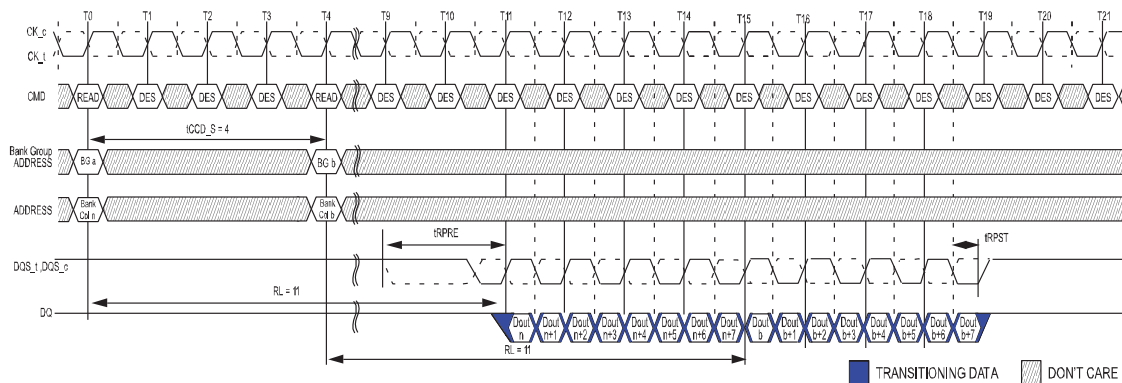 T0 T1 T2 T3 T4 T9 T10 T11 T12 T13 T14 T15 T16 T17 T18 T19 T20 T21
CK_c
CK_t
CMD READ DES DES DES READ DES DES DES DES DES DES DES DES DES DES DES DES DES
tCCD_S = 4
Bank Group
ADDRESS
BG a BG b
ADDRESS
Bank
Col n
Bank
Col b
tRPRE tRPST
DQS_t,DQS_c
RL = 11
DQ
Dout Dout Dout Dout Dout Dout Dout Dout Dout Dout Dout Dout Dout Dout Dout Dout
n n+1 n+2 n+3 n+4 n+5 n+6 n+7 b b+1 b+2 b+3 b+4 b+5 b+6 b+7
RL = 11
TRANSITIONING DATA DON'T CARE